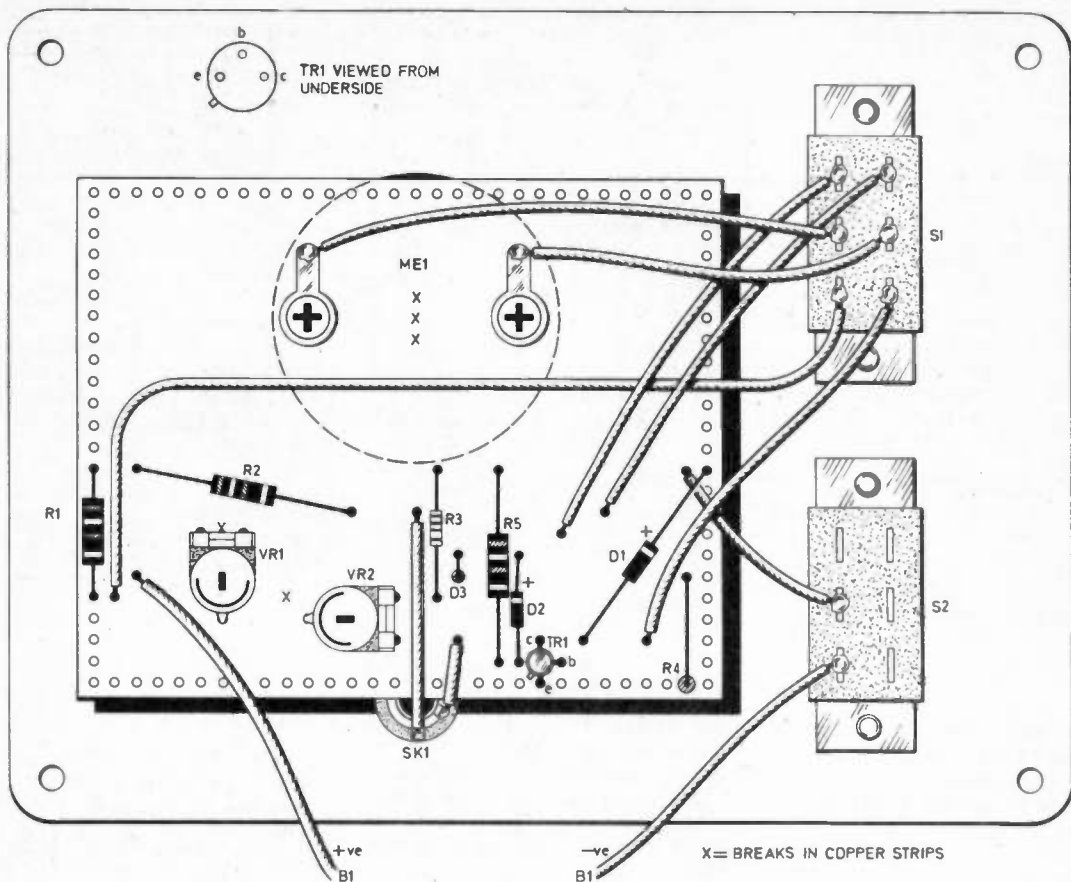 b
e
c
TR1 VIEWED FROM
UNDERSIDE
S1
ME1
X
X
X
R1
R2
X
VR1
X
VR2
R3
D3
R5
+
D2
c
TR1
b
e
+
D1
R4
S2
SK1
+ve
B1
-ve
B1
X= BREAKS IN COPPER STRIPS